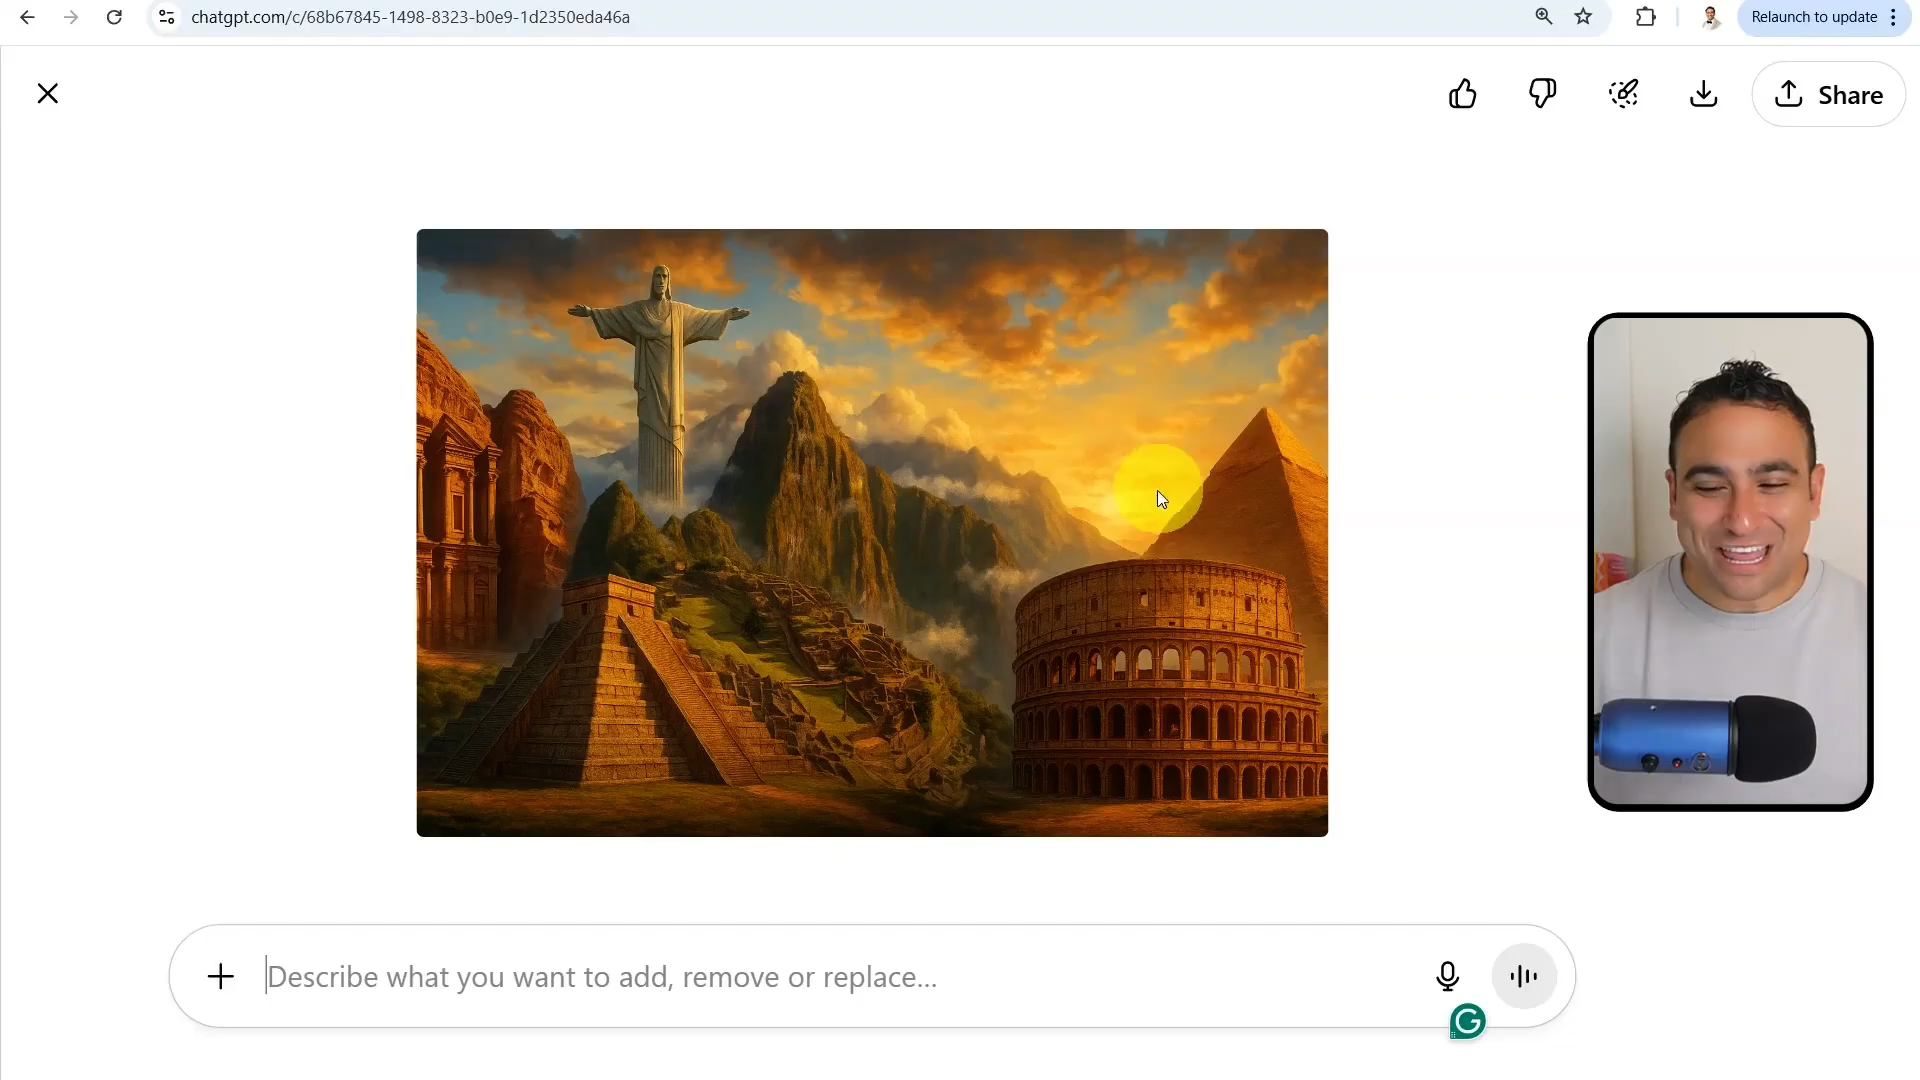 chatgpt.com/c/68b67845-1498-8323-b0e9-1d2350eda46a
Relaunch to update
Share
Describe what you want to add, remove or replace...
G